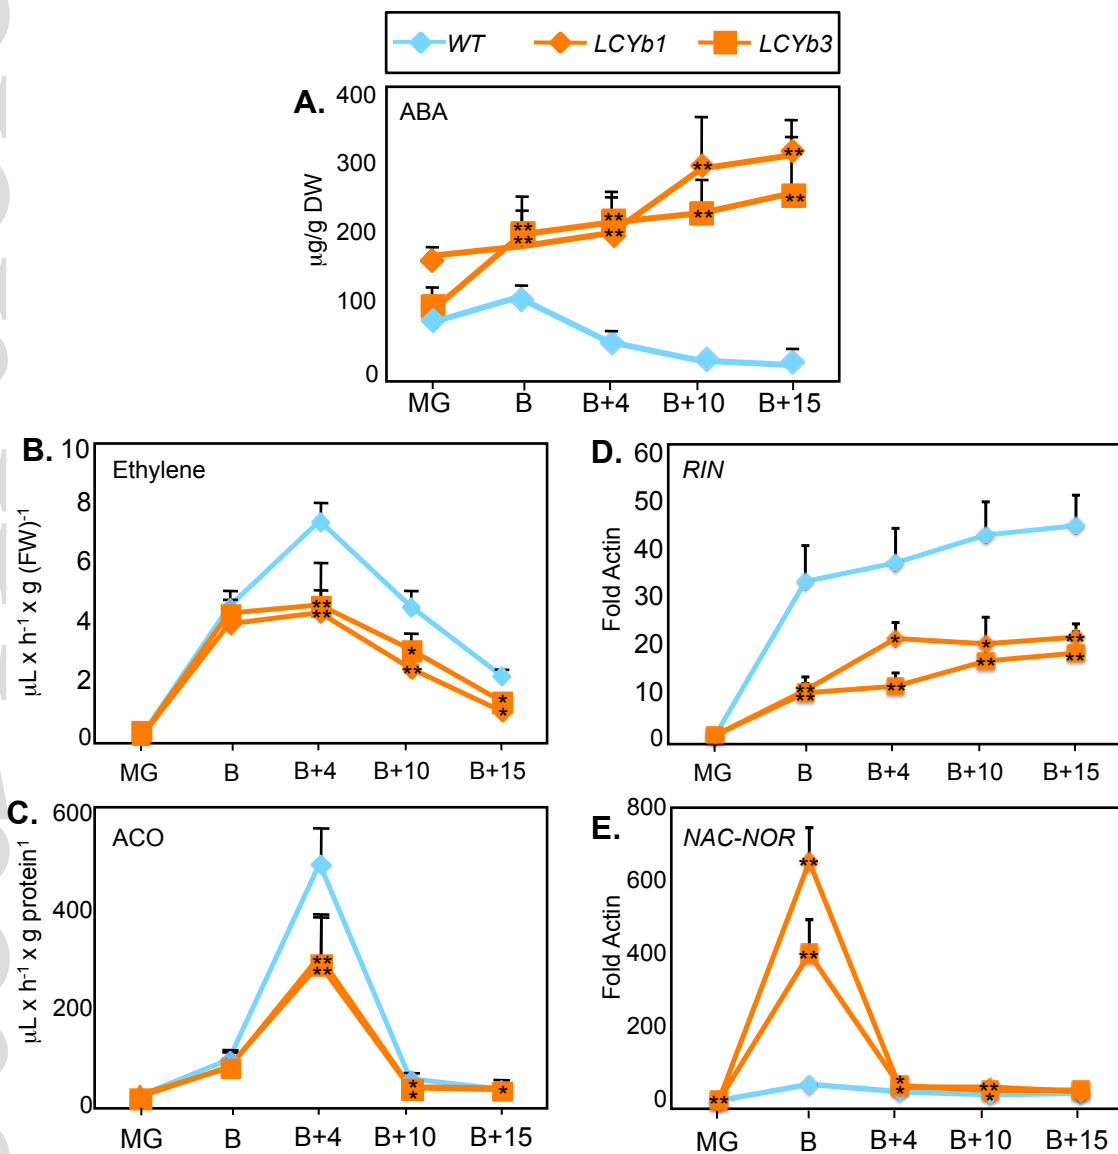 WT LCYb1 LCYb3
A.
ABA
μg/g DW
400
300
200
100
0
** ** ** **
** ** ** **
MG B B+4 B+10 B+15
B.
Ethylene
μL x h-1 x g (FW)-1
10
8
6
4
2
0
** * *
** ** *
MG B B+4 B+10 B+15
D.
RIN
Fold Actin
60
50
40
30
20
10
0
** * * **
** ** ** **
MG B B+4 B+10 B+15
C.
ACO
μL x h-1 x g protein1
600
400
200
0
** * *
** *
MG B B+4 B+10 B+15
E.
NAC-NOR
Fold Actin
800
600
400
200
0
** ** * **
** * *
MG B B+4 B+10 B+15